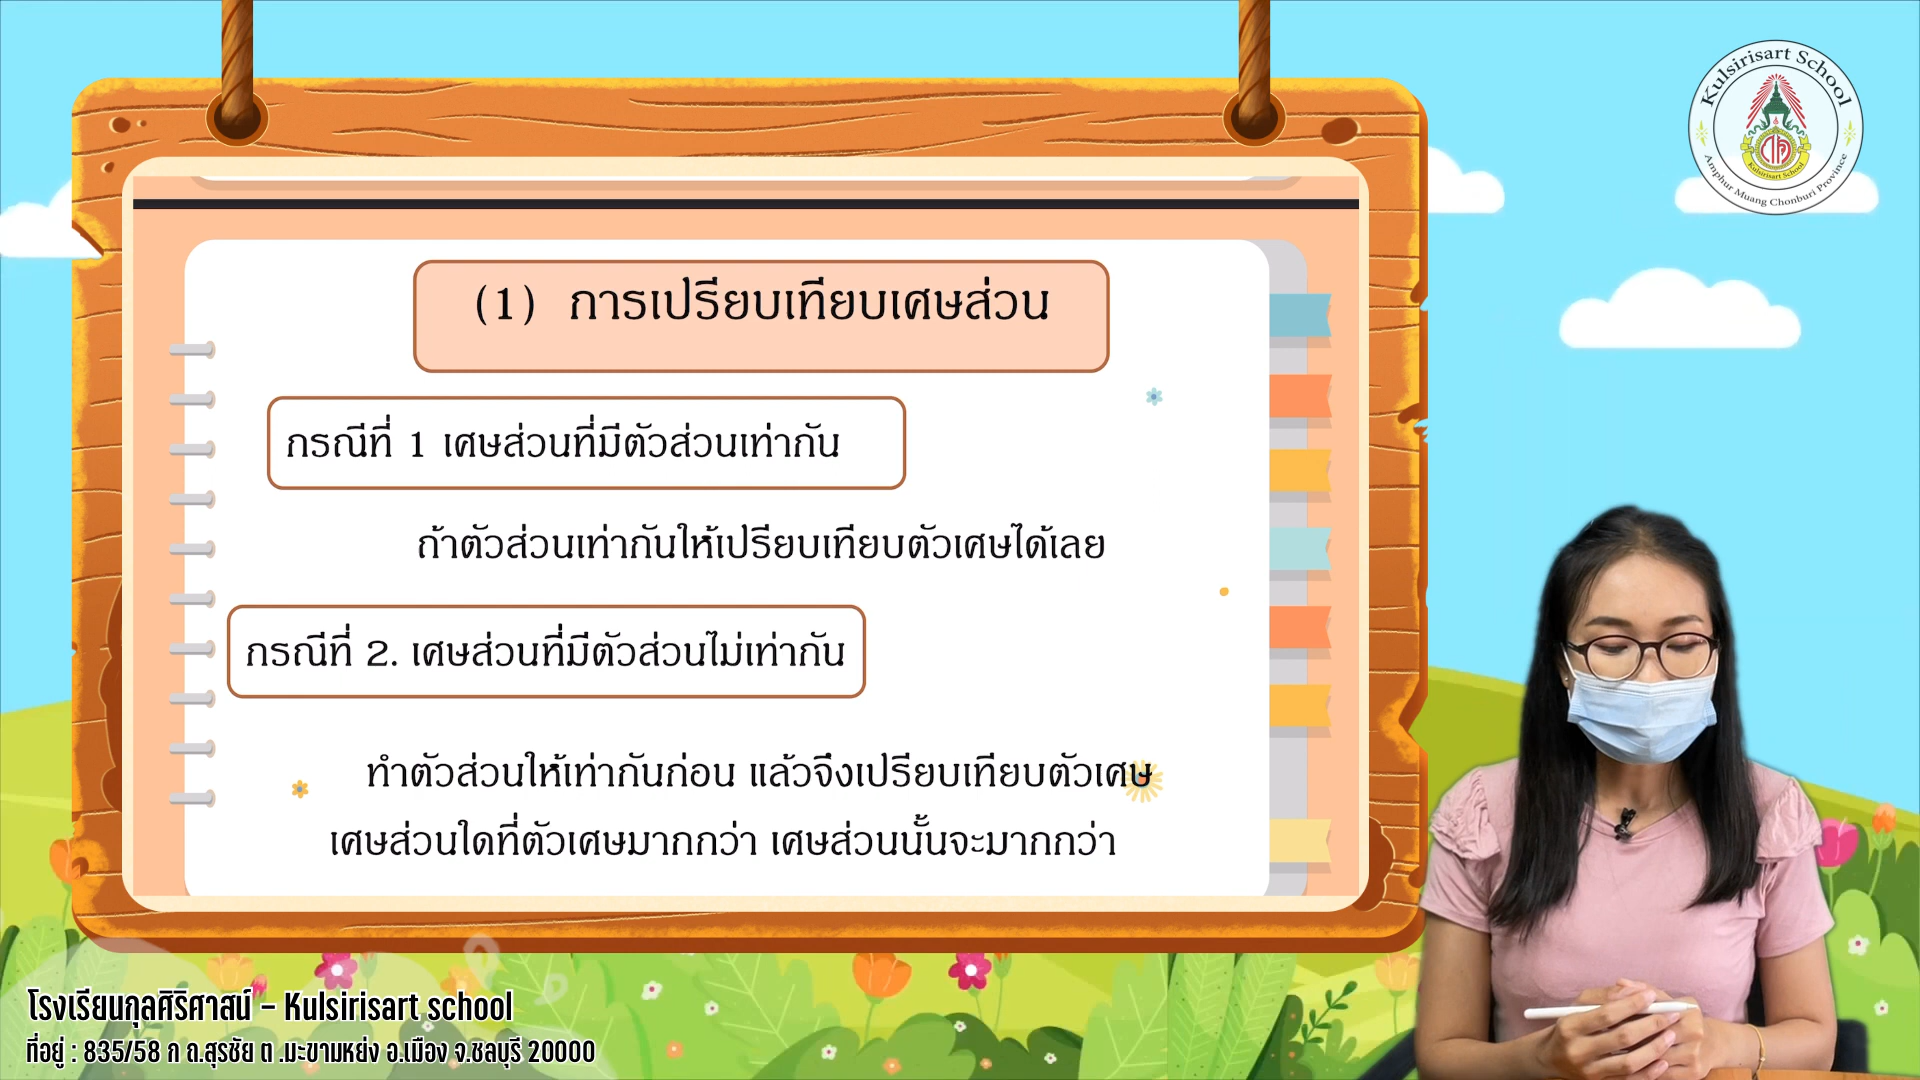 Kulsirisart School
Kulsirisart School
Amphur Muang Chonburi Province
(1) การเปรียบเทียบเศษส่วน
กรณีที่ 1 เศษส่วนที่มีตัวส่วนเท่ากัน
ถ้าตัวส่วนเท่ากันให้เปรียบเทียบตัวเศษได้เลย
กรณีที่ 2. เศษส่วนที่มีตัวส่วนไม่เท่ากัน
ทำตัวส่วนให้เท่ากันก่อน แล้วจึงเปรียบเทียบตัวเศษ
เศษส่วนใดที่ตัวเศษมากกว่า เศษส่วนนั้นจะมากกว่า
โรงเรียนกุลศิริศาสน์ – Kulsirisart school
ที่อยู่ : 835/58 ก ถ.สุรชัย ต .มะขามหย่ง อ.เมือง จ.ชลบุรี 20000